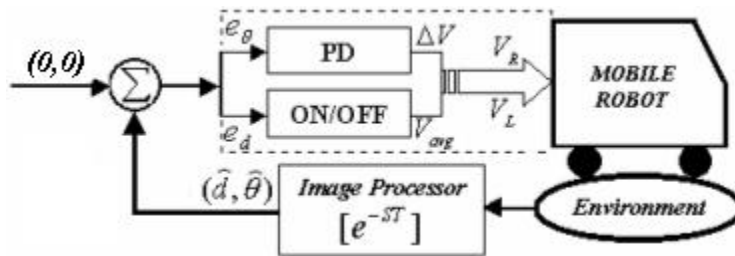 (0,0)
Σ
e_θ
PD
ΔV
e_d
ON/OFF
V_avg
V_R
V_L
MOBILE
ROBOT
(d̂, θ̂)
Image Processor
[e^{-ST}]
Environment